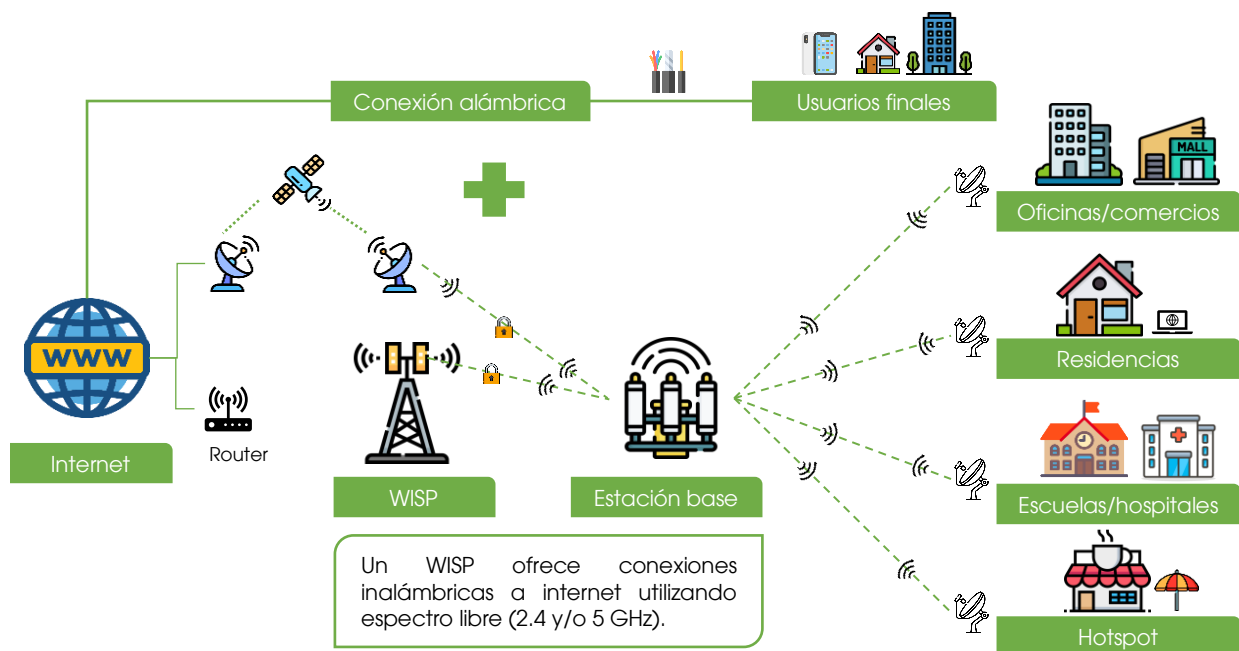 Conexión alámbrica
Usuarios finales
MALL
Oficinas/comercios
WWW
Residencias
Internet
Router
WISP
Estación base
Escuelas/hospitales
Un WISP ofrece conexiones
inalámbricas a internet utilizando
espectro libre (2.4 y/o 5 GHz).
Hotspot